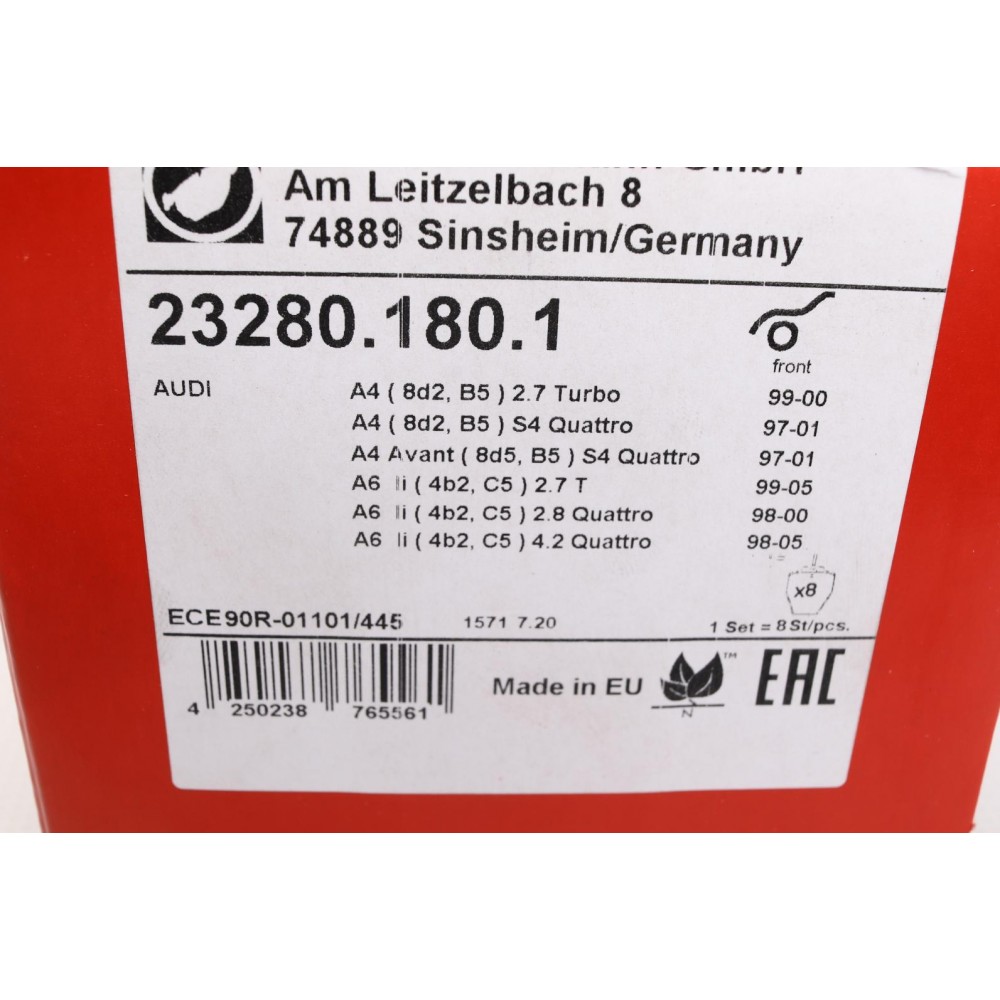 GmbH
Am Leitzelbach 8
74889 Sinsheim/Germany
23280.180.1
front
AUDI A4 ( 8d2, B5 ) 2.7 Turbo 99-00
A4 ( 8d2, B5 ) S4 Quattro 97-01
A4 Avant ( 8d5, B5 ) S4 Quattro 97-01
A6 Ii ( 4b2, C5 ) 2.7 T 99-05
A6 Ii ( 4b2, C5 ) 2.8 Quattro 98-00
A6 Ii ( 4b2, C5 ) 4.2 Quattro 98-05
x8
ECE90R-01101/445 1571 7.20 1 Set = 8St/pcs.
4 250238 765561
Made in EU
TM
N
EAC